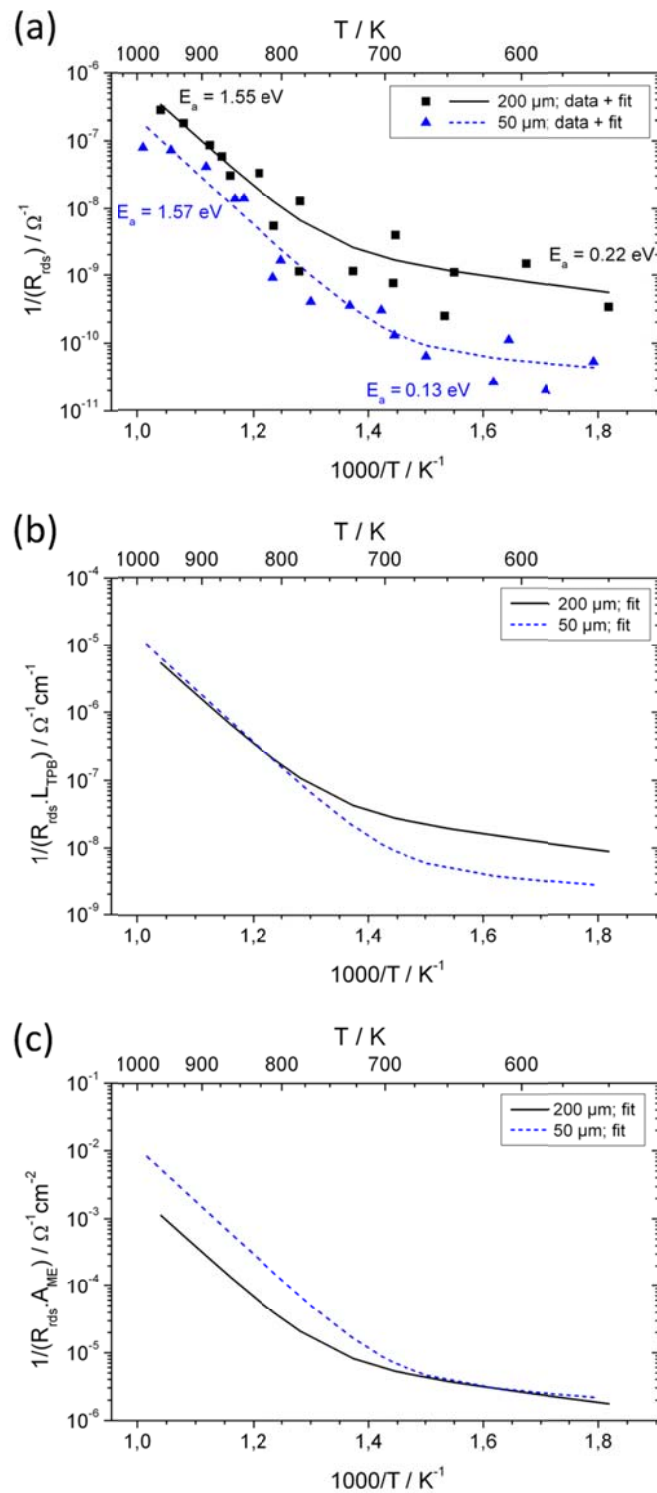 (a)
T / K
1000 900 800 700 600
10^-6
10^-7
10^-8
10^-9
10^-10
10^-11
1/(R_rds) / Ω^-1
E_a = 1.55 eV
200 µm; data + fit
50 µm; data + fit
E_a = 1.57 eV
E_a = 0.22 eV
E_a = 0.13 eV
1,0 1,2 1,4 1,6 1,8
1000/T / K^-1
(b)
T / K
1000 900 800 700 600
10^-4
10^-5
10^-6
10^-7
10^-8
10^-9
1/(R_rds.L_TPB) / Ω^-1cm^-1
200 µm; fit
50 µm; fit
1,0 1,2 1,4 1,6 1,8
1000/T / K^-1
(c)
T / K
1000 900 800 700 600
10^-1
10^-2
10^-3
10^-4
10^-5
10^-6
1/(R_rds.A_ME) / Ω^-1cm^-2
200 µm; fit
50 µm; fit
1,0 1,2 1,4 1,6 1,8
1000/T / K^-1